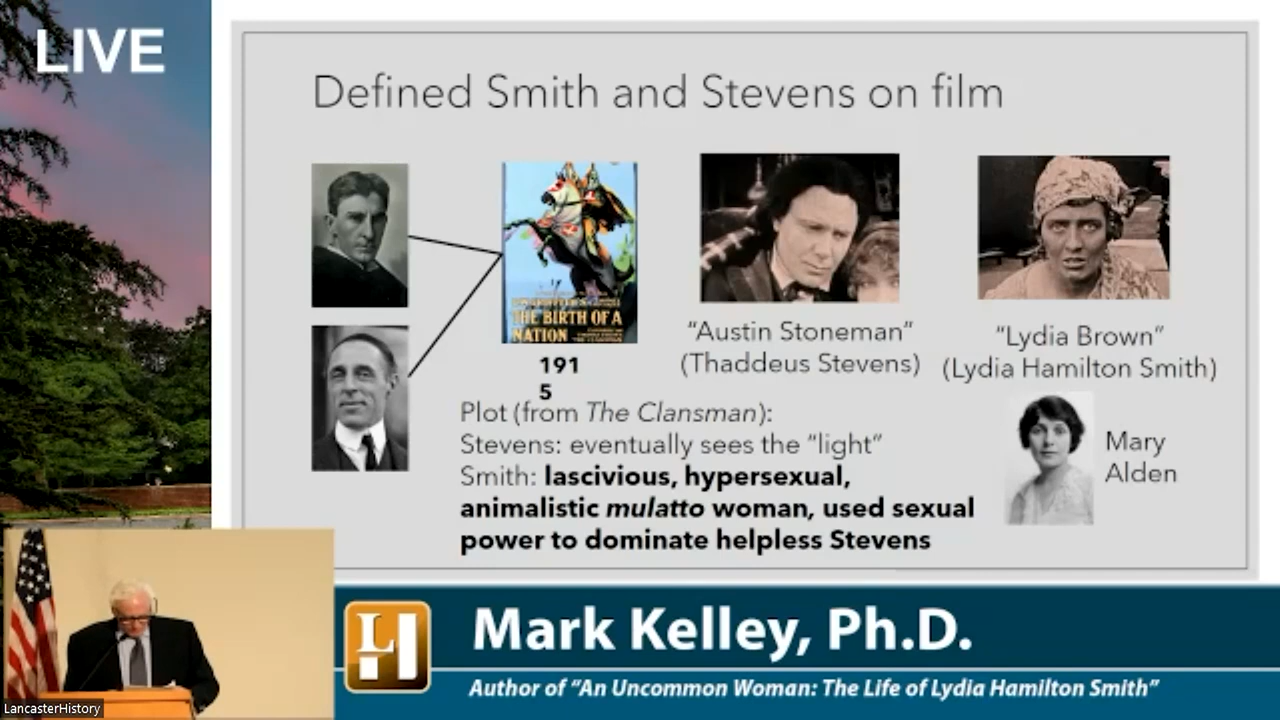 LIVE
Defined Smith and Stevens on film
THE BIRTH OF A
NATION
191
5
"Austin Stoneman"
(Thaddeus Stevens)
"Lydia Brown"
(Lydia Hamilton Smith)
Plot (from The Clansman):
Stevens: eventually sees the "light"
Smith: lascivious, hypersexual,
animalistic mulatto woman, used sexual
power to dominate helpless Stevens
Mary
Alden
LH
Mark Kelley, Ph.D.
Author of "An Uncommon Woman: The Life of Lydia Hamilton Smith"
LancasterHistory